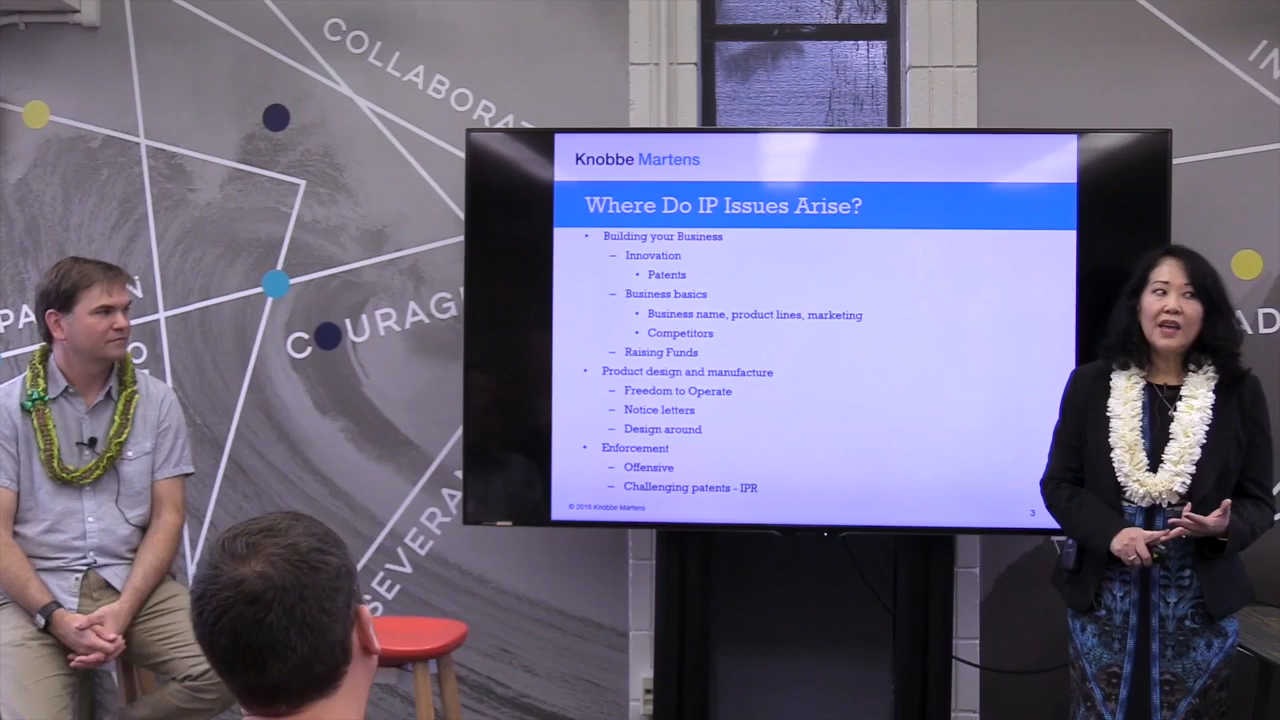 COLLABORAT
COURAG
SEVERAN
Knobbe Martens
Where Do IP Issues Arise?
• Building your Business
– Innovation
• Patents
– Business basics
• Business name, product lines, marketing
• Competitors
– Raising Funds
• Product design and manufacture
– Freedom to Operate
– Notice letters
– Design around
• Enforcement
– Offensive
– Challenging patents - IPR
© 2018 Knobbe Martens
3
IN
AD